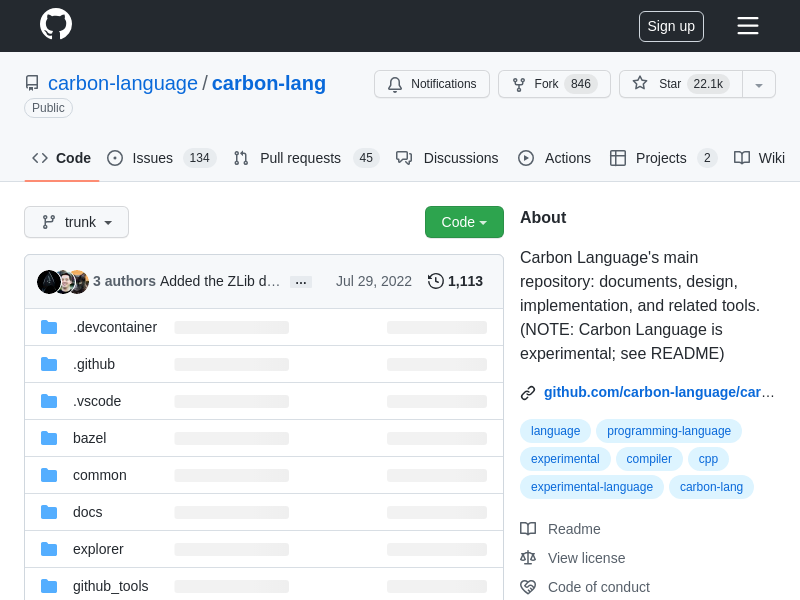 Sign up
carbon-language / carbon-lang
Public
Notifications
Fork 846
Star 22.1k
Code
Issues 134
Pull requests 45
Discussions
Actions
Projects 2
Wiki
trunk
Code
3 authors Added the ZLib d… ... Jul 29, 2022 1,113
.devcontainer
.github
.vscode
bazel
common
docs
explorer
github_tools
About
Carbon Language's main
repository: documents, design,
implementation, and related tools.
(NOTE: Carbon Language is
experimental; see README)
github.com/carbon-language/car…
language programming-language
experimental compiler cpp
experimental-language carbon-lang
Readme
View license
Code of conduct